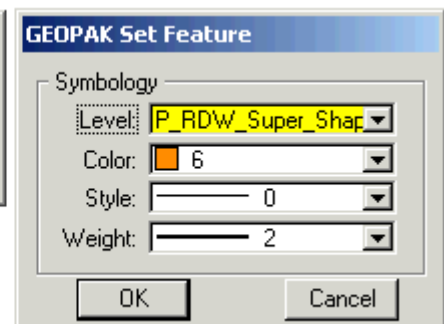 GEOPAK Set Feature
Symbology
Level: P_RDW_Super_Shap
Color: 6
Style: 0
Weight: 2
OK Cancel